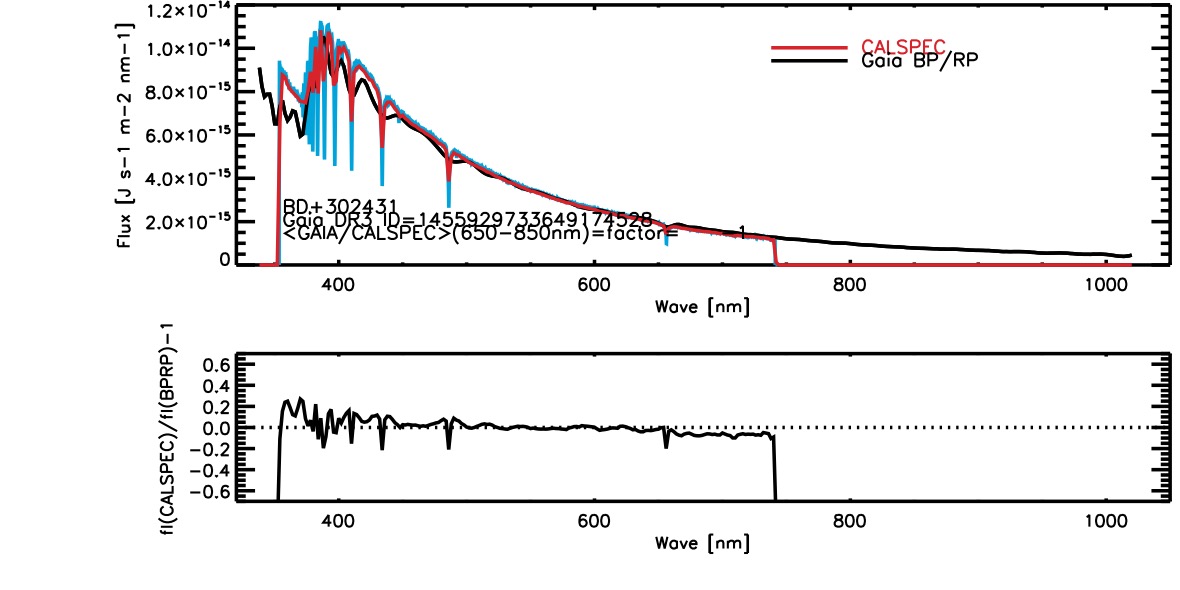 1.2×10−14
1.0×10−14
8.0×10−15
6.0×10−15
4.0×10−15
2.0×10−15
0
Flux [J s−1 m−2 nm−1]
CALSPEC
Gaia BP/RP
BD+302431
Gaia DR3 ID=1455929733649174528
<GAIA/CALSPEC>(650−850nm)=factor= 1
400 600 800 1000
Wave [nm]
0.6
0.4
0.2
0.0
−0.2
−0.4
−0.6
fl(CALSPEC)/fl(BPRP)−1
400 600 800 1000
Wave [nm]